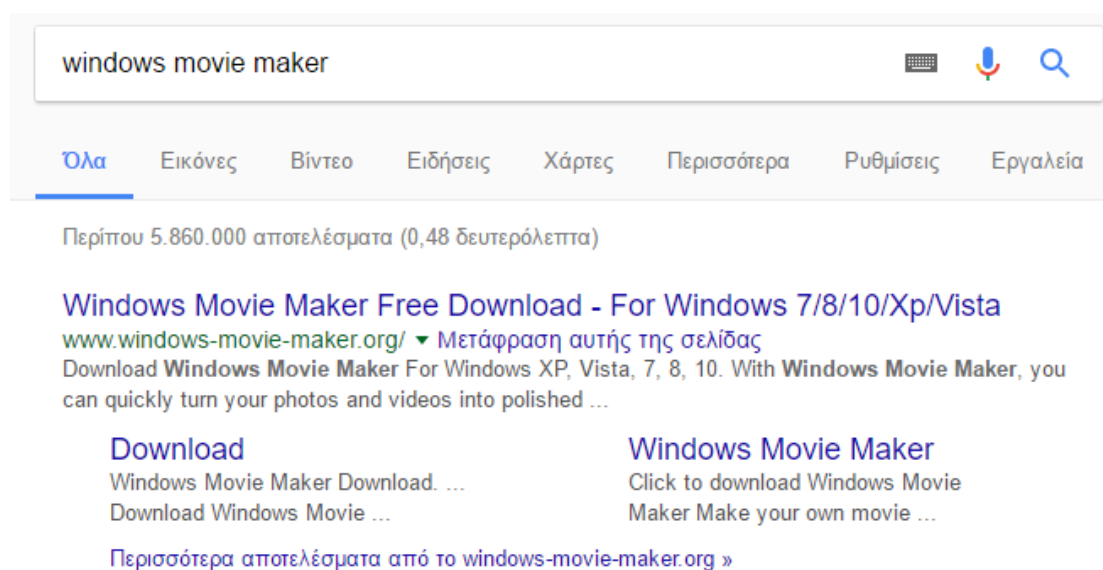 windows movie maker
Όλα Εικόνες Βίντεο Ειδήσεις Χάρτες Περισσότερα Ρυθμίσεις Εργαλεία
Περίπου 5.860.000 αποτελέσματα (0,48 δευτερόλεπτα)
Windows Movie Maker Free Download - For Windows 7/8/10/Xp/Vista
www.windows-movie-maker.org/ ▾ Μετάφραση αυτής της σελίδας
Download Windows Movie Maker For Windows XP, Vista, 7, 8, 10. With Windows Movie Maker, you
can quickly turn your photos and videos into polished ...
Download
Windows Movie Maker Download. ...
Download Windows Movie ...
Windows Movie Maker
Click to download Windows Movie
Maker Make your own movie ...
Περισσότερα αποτελέσματα από το windows-movie-maker.org »